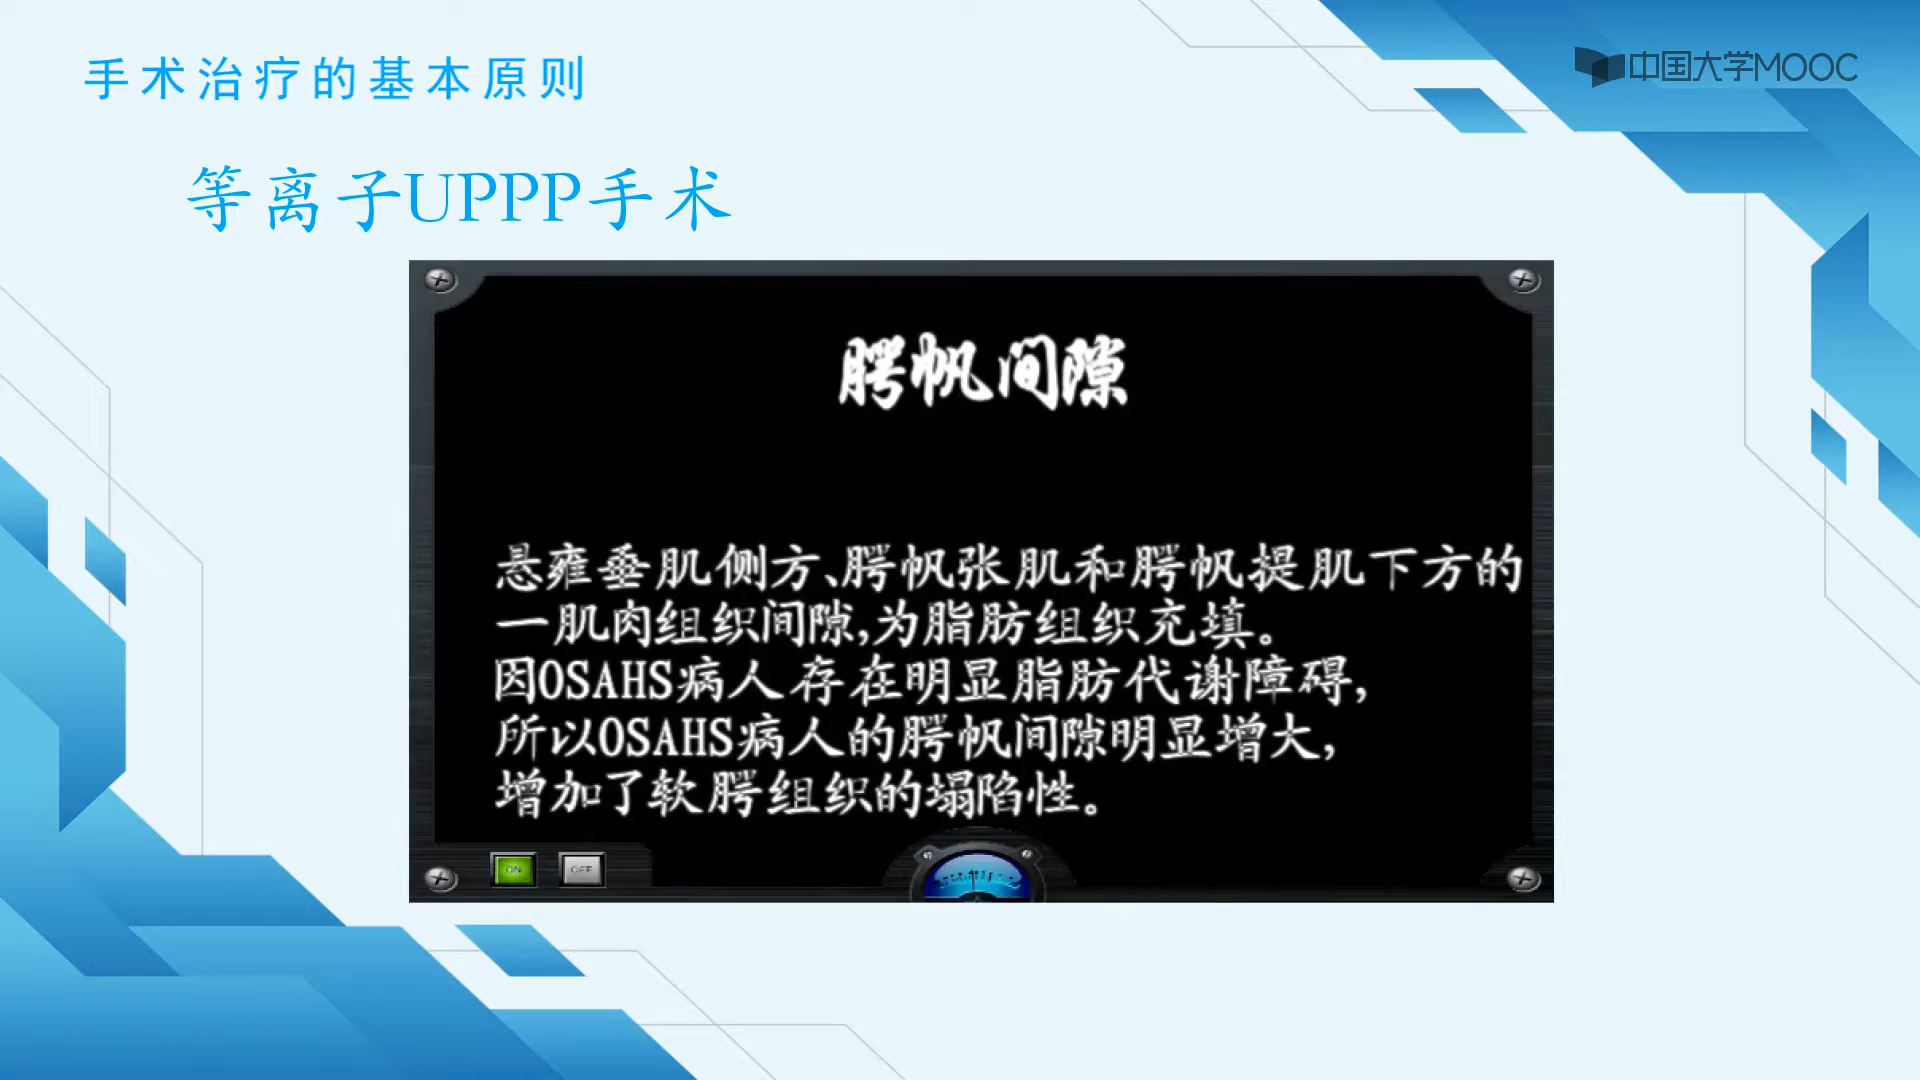 手术治疗的基本原则
中国大学MOOC
等离子UPPP手术
腭帆间隙
悬雍垂肌侧方、腭帆张肌和腭帆提肌下方的
一肌肉组织间隙,为脂肪组织充填。
因OSAHS病人存在明显脂肪代谢障碍,
所以OSAHS病人的腭帆间隙明显增大,
增加了软腭组织的塌陷性。
ON
OFF